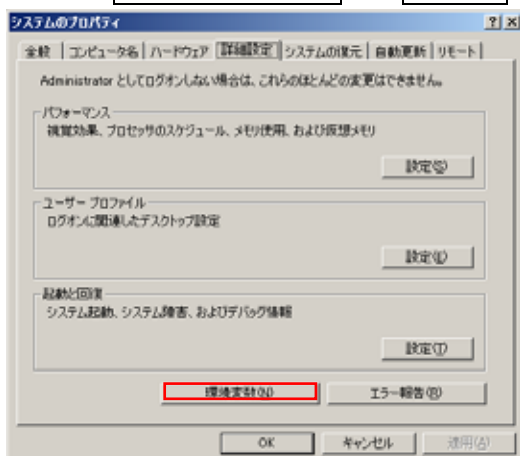 システムのプロパティ
全般 コンピュータ名 ハードウェア 詳細設定 システムの復元 自動更新 リモート
Administrator としてログオンしない場合は、これらのほとんどの変更はできません。
パフォーマンス
視覚効果、プロセッサのスケジュール、メモリ使用、および仮想メモリ
設定(S)
ユーザー プロファイル
ログオンに関連したデスクトップ設定
設定(E)
起動と回復
システム起動、システム障害、およびデバッグ情報
設定(T)
環境変数(N) エラー報告(R)
OK キャンセル 適用(A)